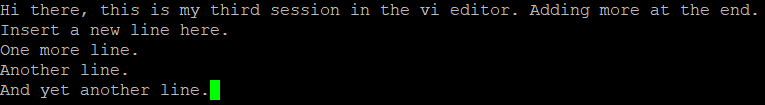 Hi there, this is my third session in the vi editor. Adding more at the end.
Insert a new line here.
One more line.
Another line.
And yet another line.